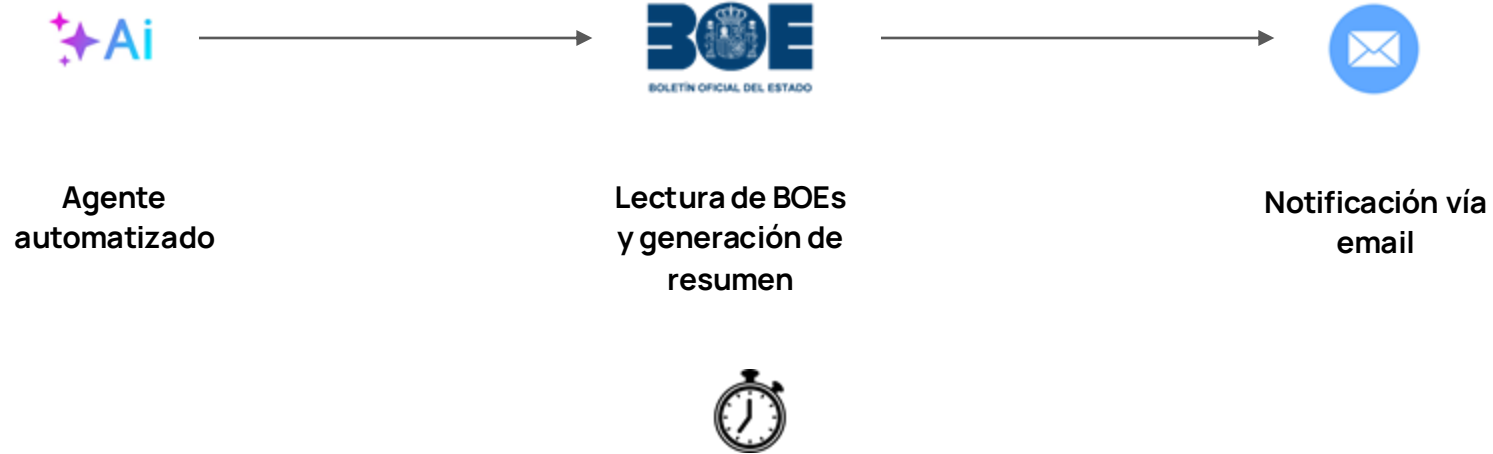 Ai
BOE
BOLETÍN OFICIAL DEL ESTADO
Agente
automatizado
Lectura de BOEs
y generación de
resumen
Notificación vía
email